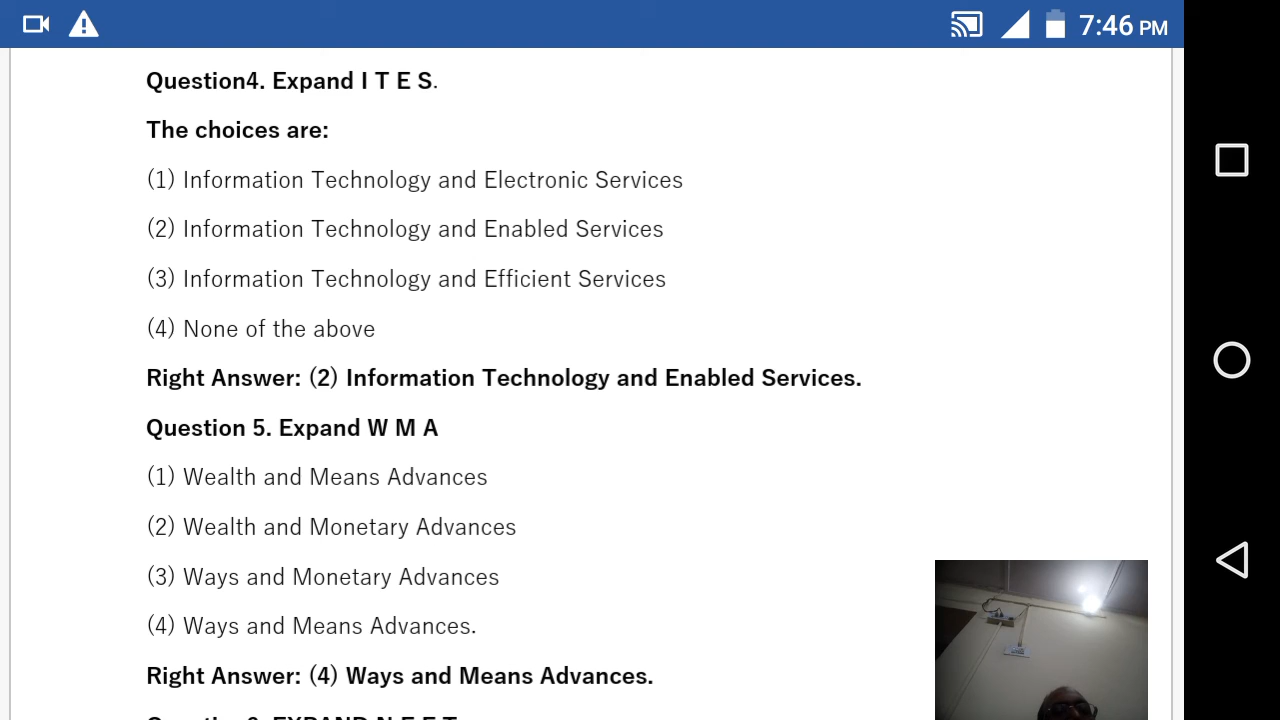 7:46 PM
Question4. Expand I T E S.
The choices are:
(1) Information Technology and Electronic Services
(2) Information Technology and Enabled Services
(3) Information Technology and Efficient Services
(4) None of the above
Right Answer: (2) Information Technology and Enabled Services.
Question 5. Expand W M A
(1) Wealth and Means Advances
(2) Wealth and Monetary Advances
(3) Ways and Monetary Advances
(4) Ways and Means Advances.
Right Answer: (4) Ways and Means Advances.